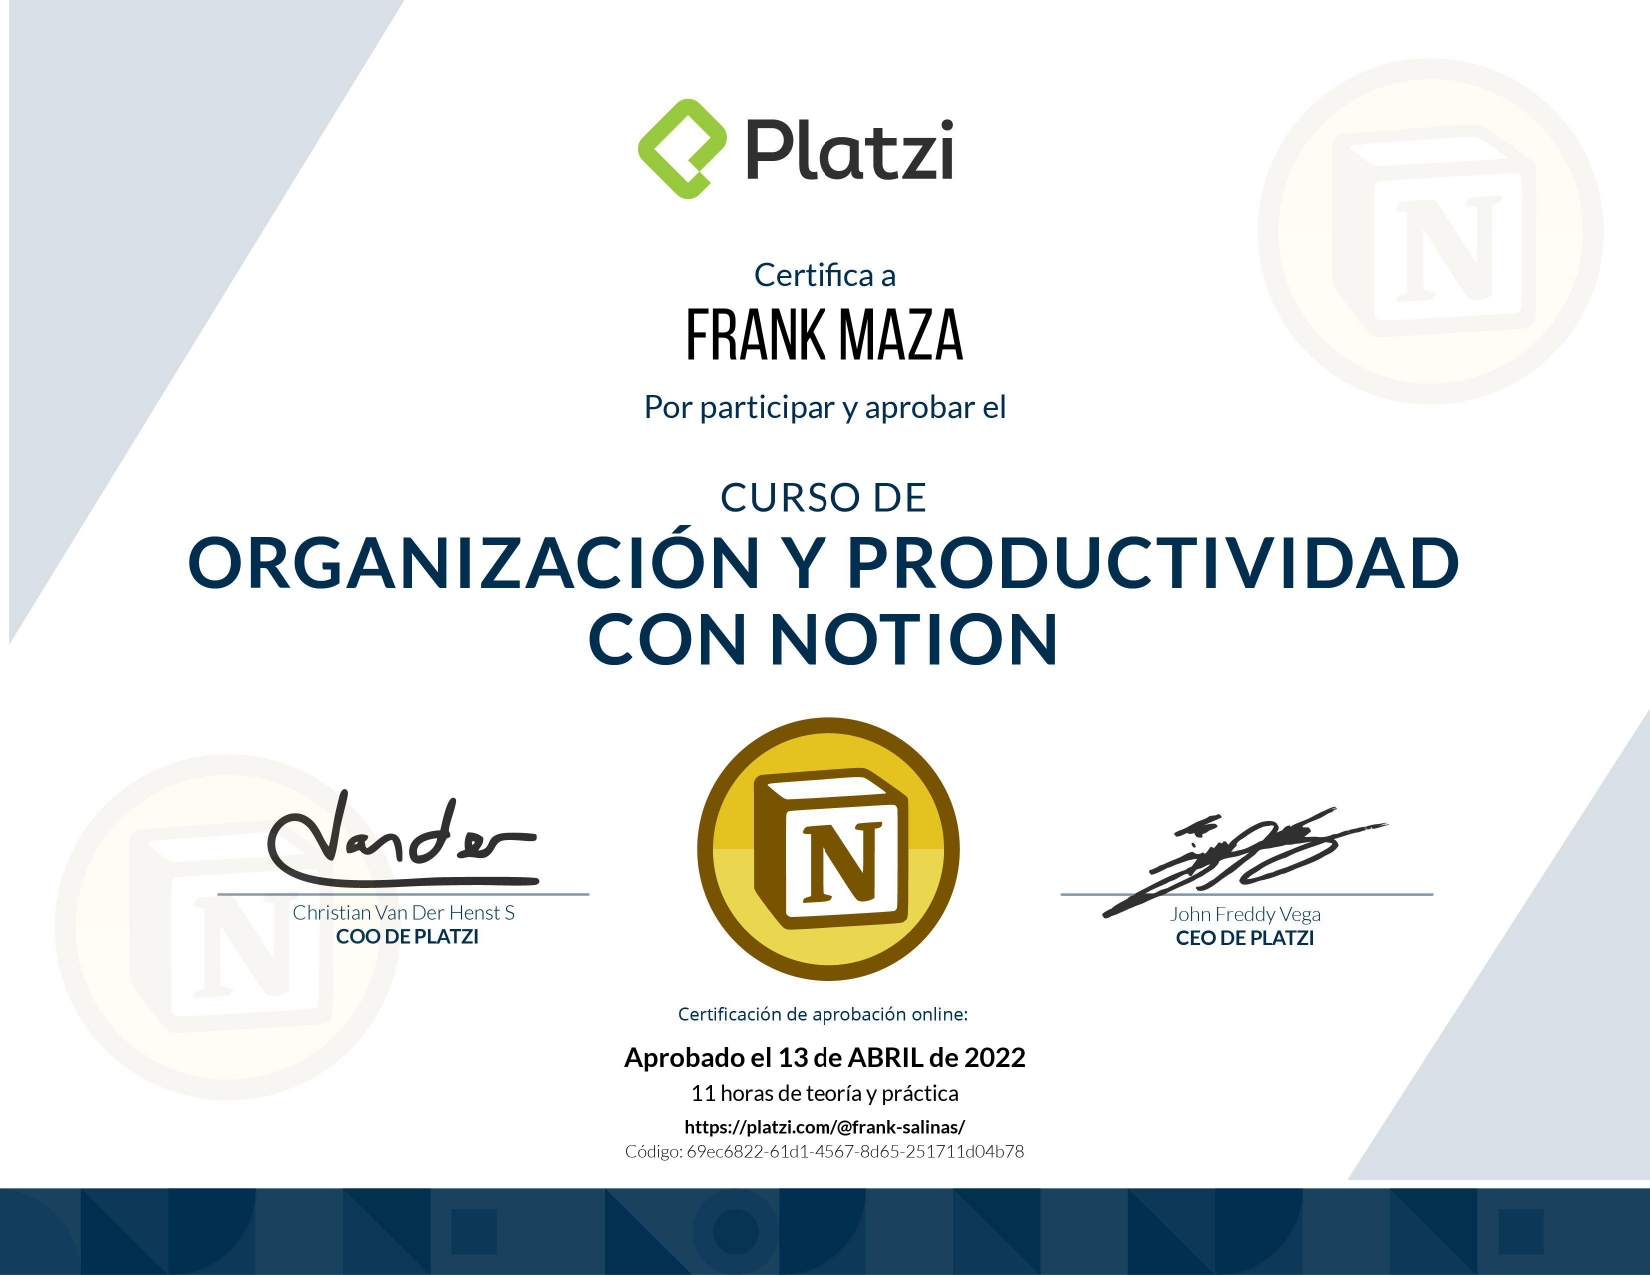 Platzi
Certifica a
FRANK MAZA
Por participar y aprobar el
CURSO DE
ORGANIZACIÓN Y PRODUCTIVIDAD
CON NOTION
N
N
Vander
N
Christian Van Der Henst S
COO DE PLATZI
John Freddy Vega
CEO DE PLATZI
Certificación de aprobación online:
Aprobado el 13 de ABRIL de 2022
11 horas de teoría y práctica
https://platzi.com/@frank-salinas/
Código: 69ec6822-61d1-4567-8d65-251711d04b78